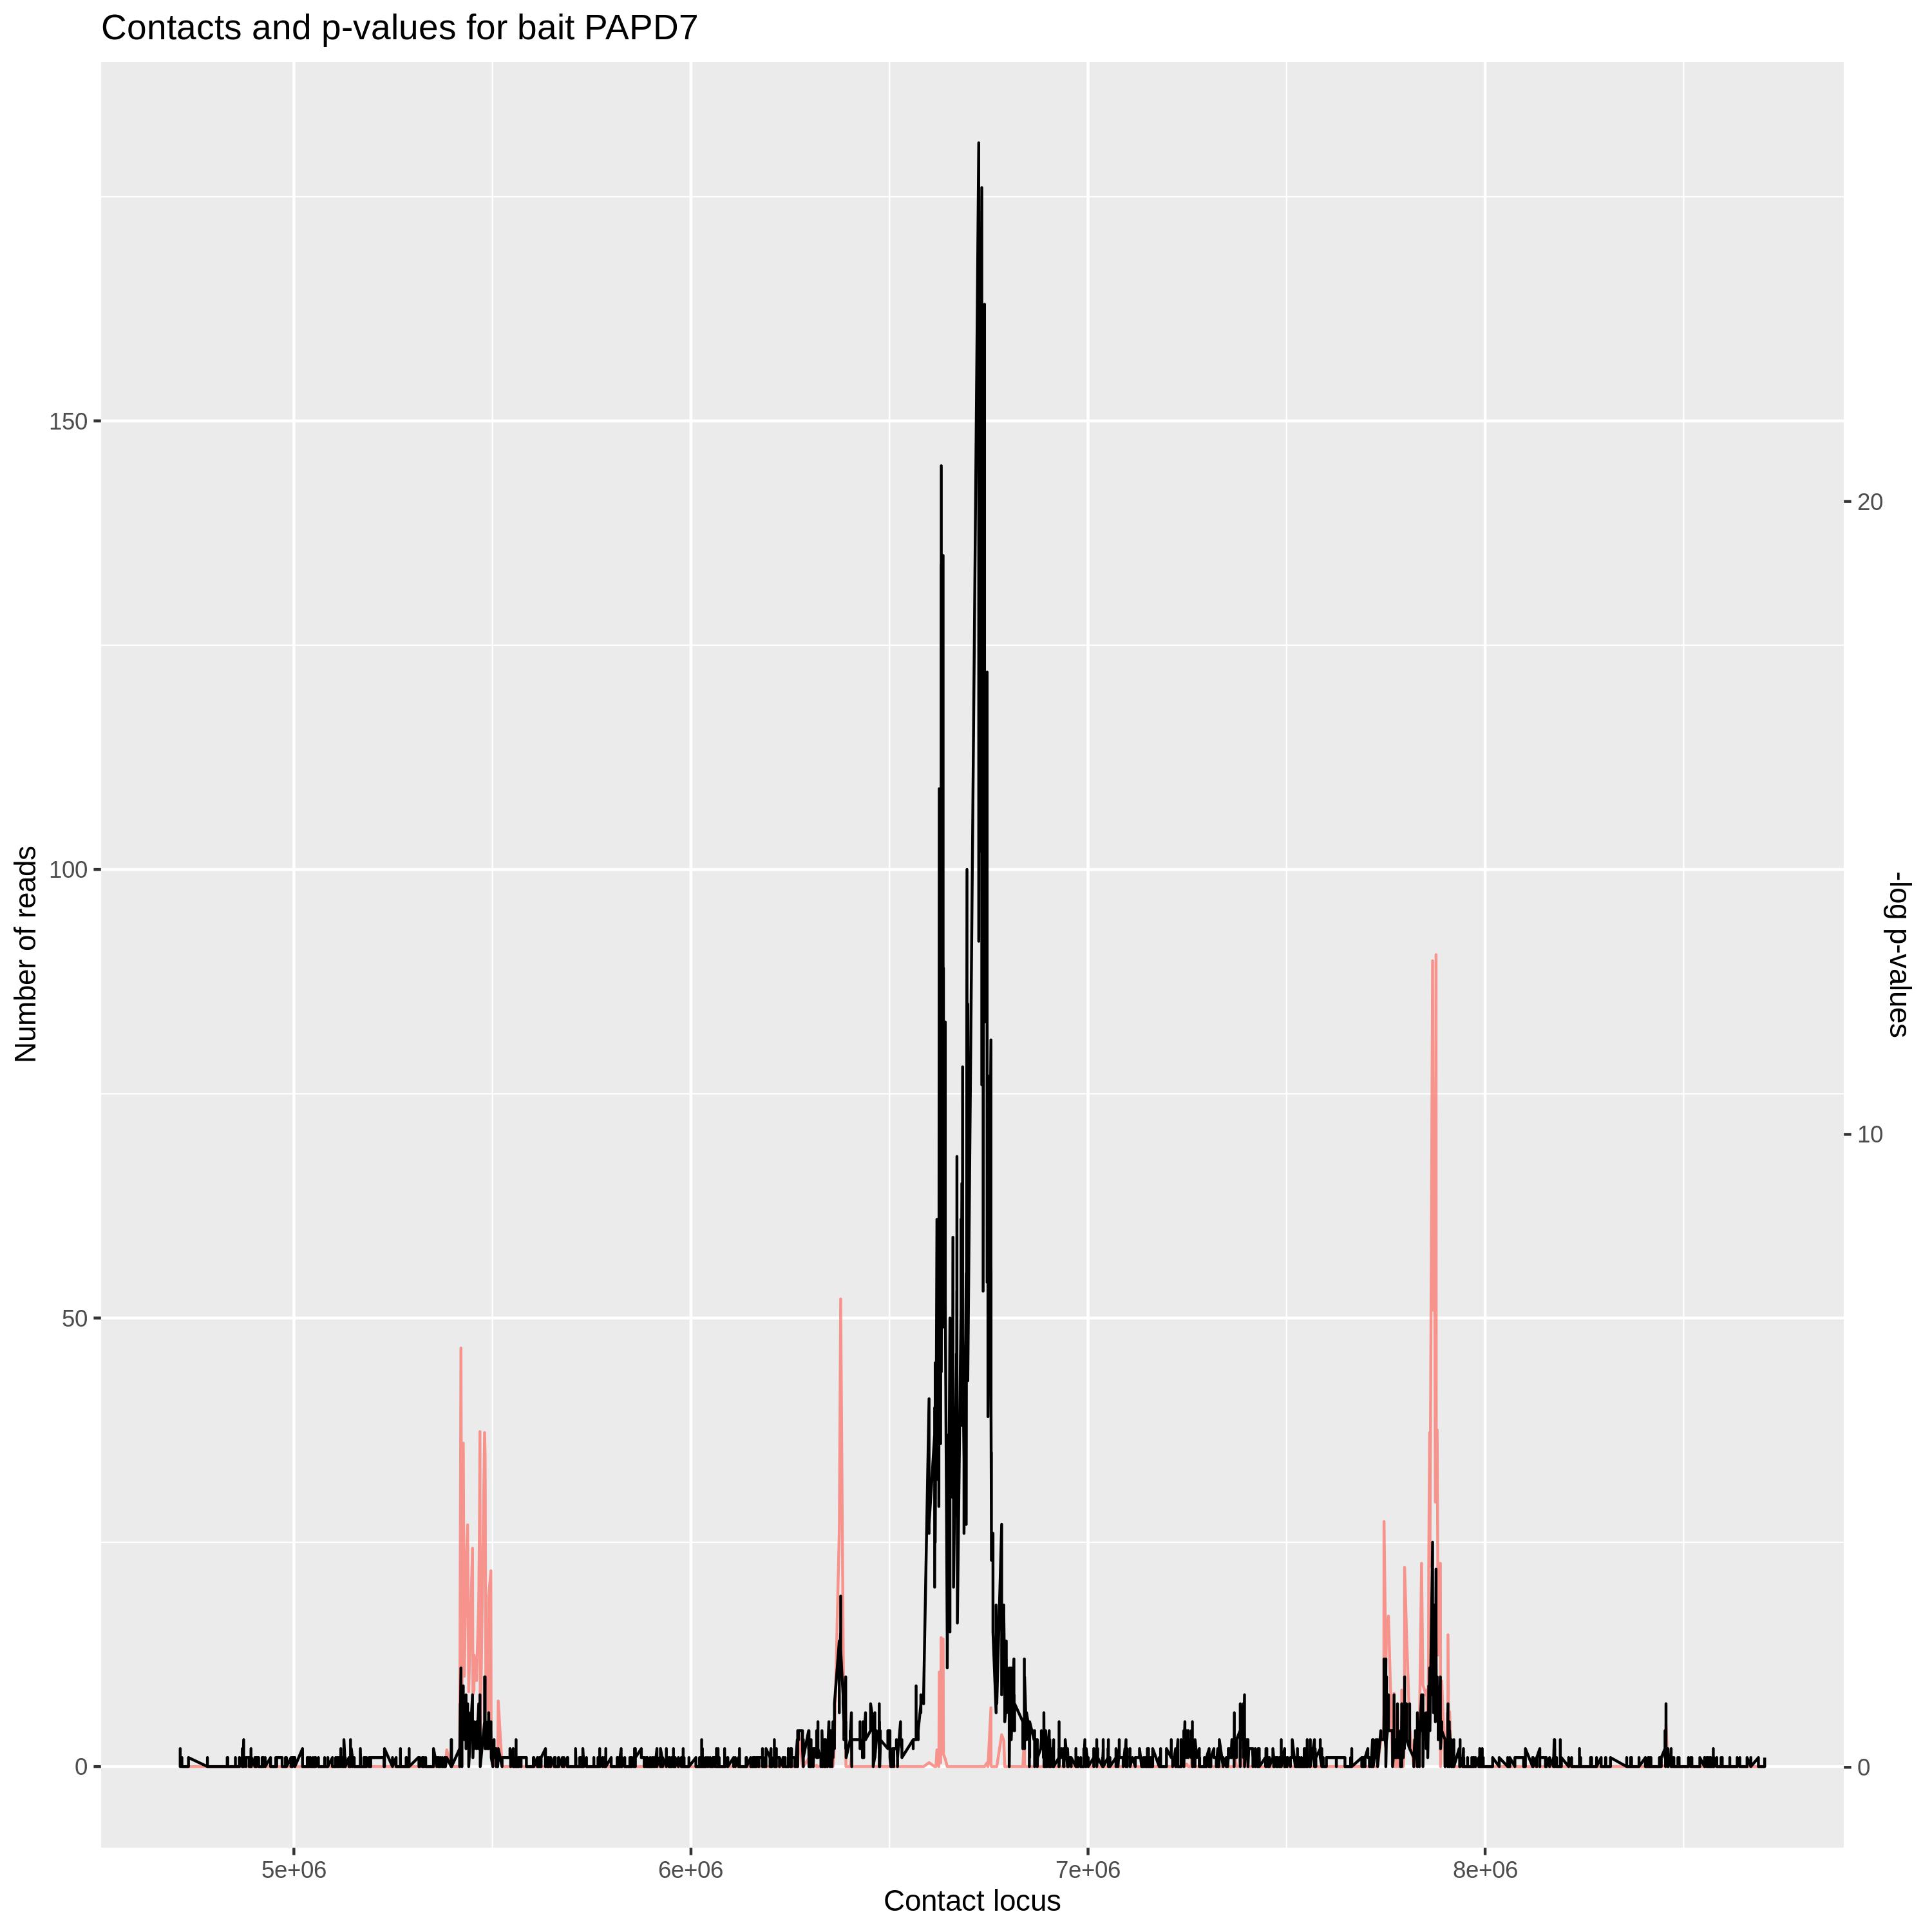 Contacts and p-values for bait PAPD7
150
100
50
0
Number of reads
20
10
0
-log p-values
5e+06
6e+06
7e+06
8e+06
Contact locus